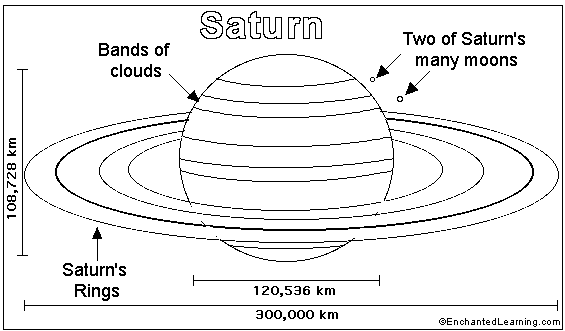 Saturn
Bands of
clouds
Two of Saturn's
many moons
108,728 km
Saturn's
Rings
120,536 km
300,000 km
©EnchantedLearning.com